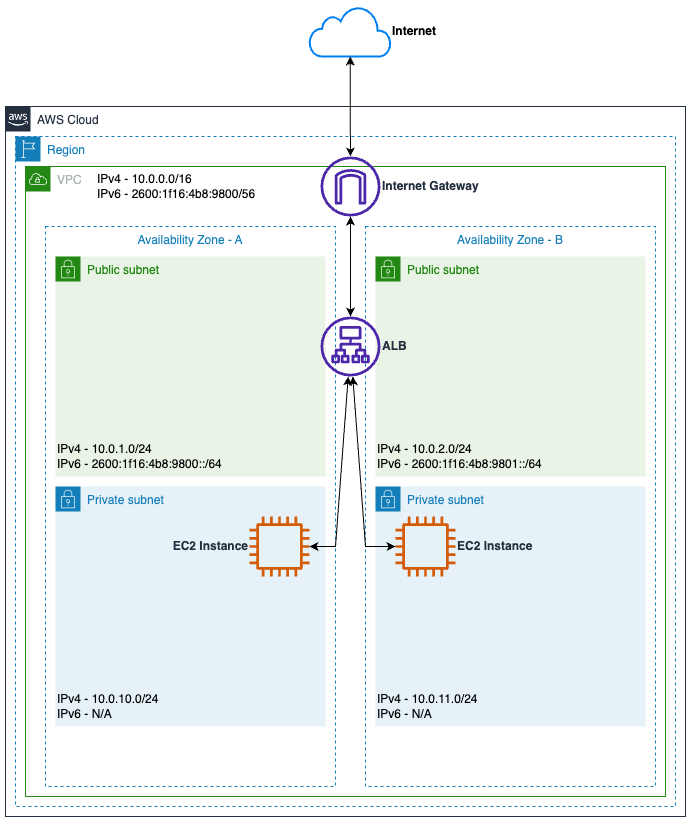 Internet
aws
AWS Cloud
Region
VPC
IPv4 - 10.0.0.0/16
IPv6 - 2600:1f16:4b8:9800/56
Internet Gateway
Availability Zone - A
Availability Zone - B
Public subnet
Public subnet
ALB
IPv4 - 10.0.1.0/24
IPv6 - 2600:1f16:4b8:9800::/64
IPv4 - 10.0.2.0/24
IPv6 - 2600:1f16:4b8:9801::/64
Private subnet
Private subnet
EC2 Instance
EC2 Instance
IPv4 - 10.0.10.0/24
IPv6 - N/A
IPv4 - 10.0.11.0/24
IPv6 - N/A